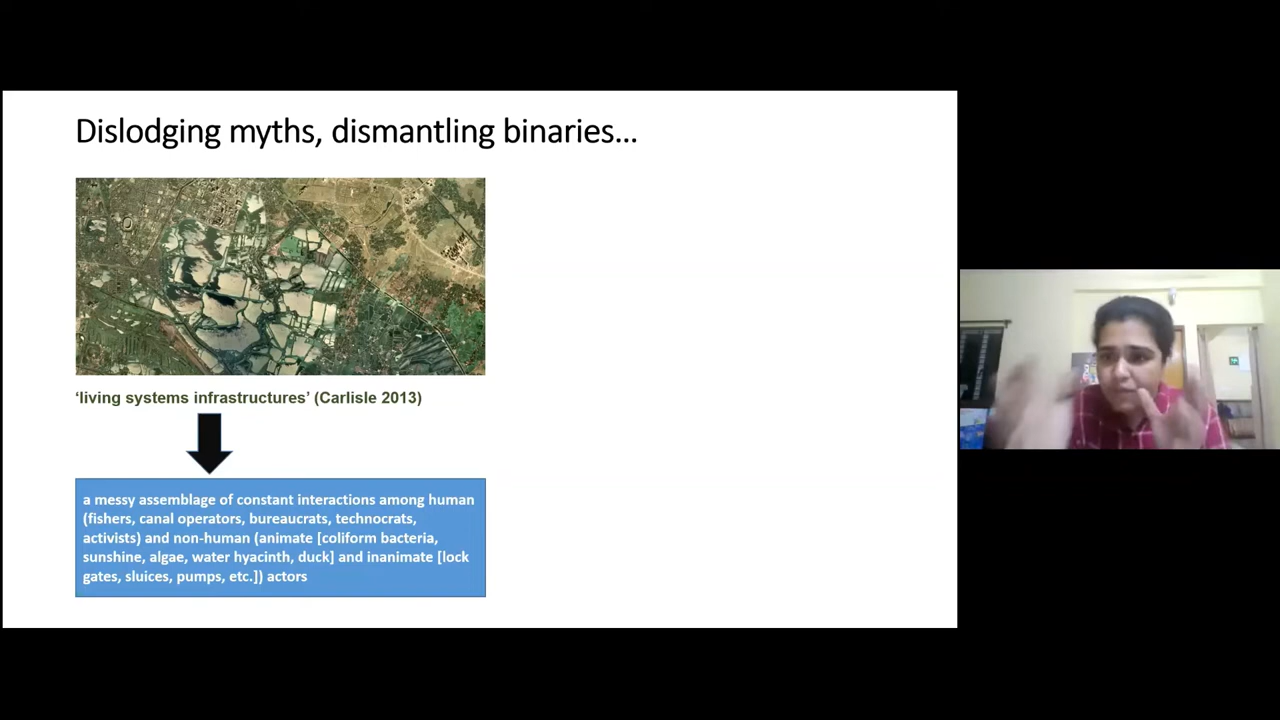 Dislodging myths, dismantling binaries...
‘living systems infrastructures’ (Carlisle 2013)
a messy assemblage of constant interactions among human
(fishers, canal operators, bureaucrats, technocrats,
activists) and non-human (animate [coliform bacteria,
sunshine, algae, water hyacinth, duck] and inanimate [lock
gates, sluices, pumps, etc.]) actors